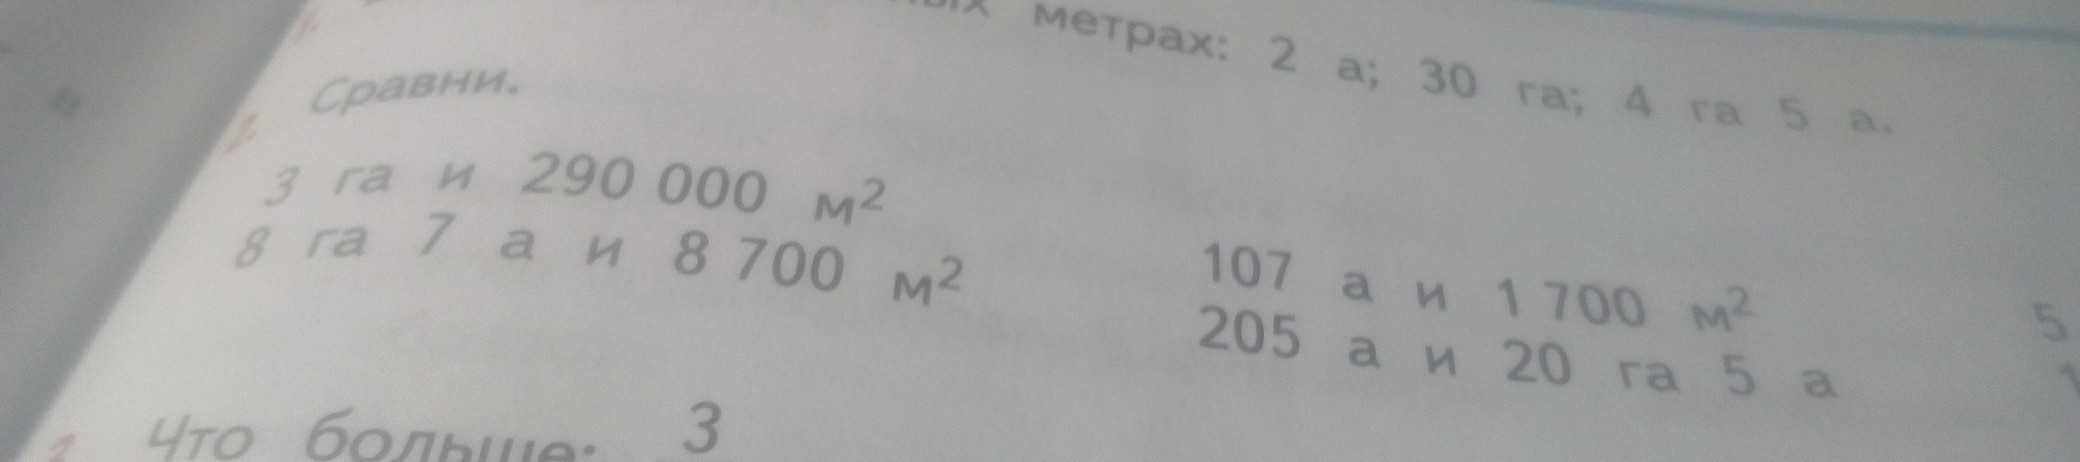 метрах: 2 а; 30 га; 4 га 5 а.
2. Сравни.
3 га и 290 000 м²
8 га 7 а и 8 700 м²
107 а и 1 700 м²
205 а и 20 га 5 а
5
Что больше: 3